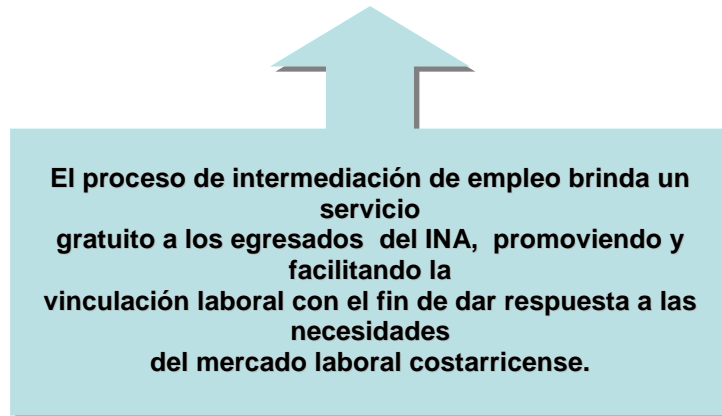 El proceso de intermediación de empleo brinda un
servicio
gratuito a los egresados  del INA,  promoviendo y
facilitando la
vinculación laboral con el fin de dar respuesta a las
necesidades
del mercado laboral costarricense.